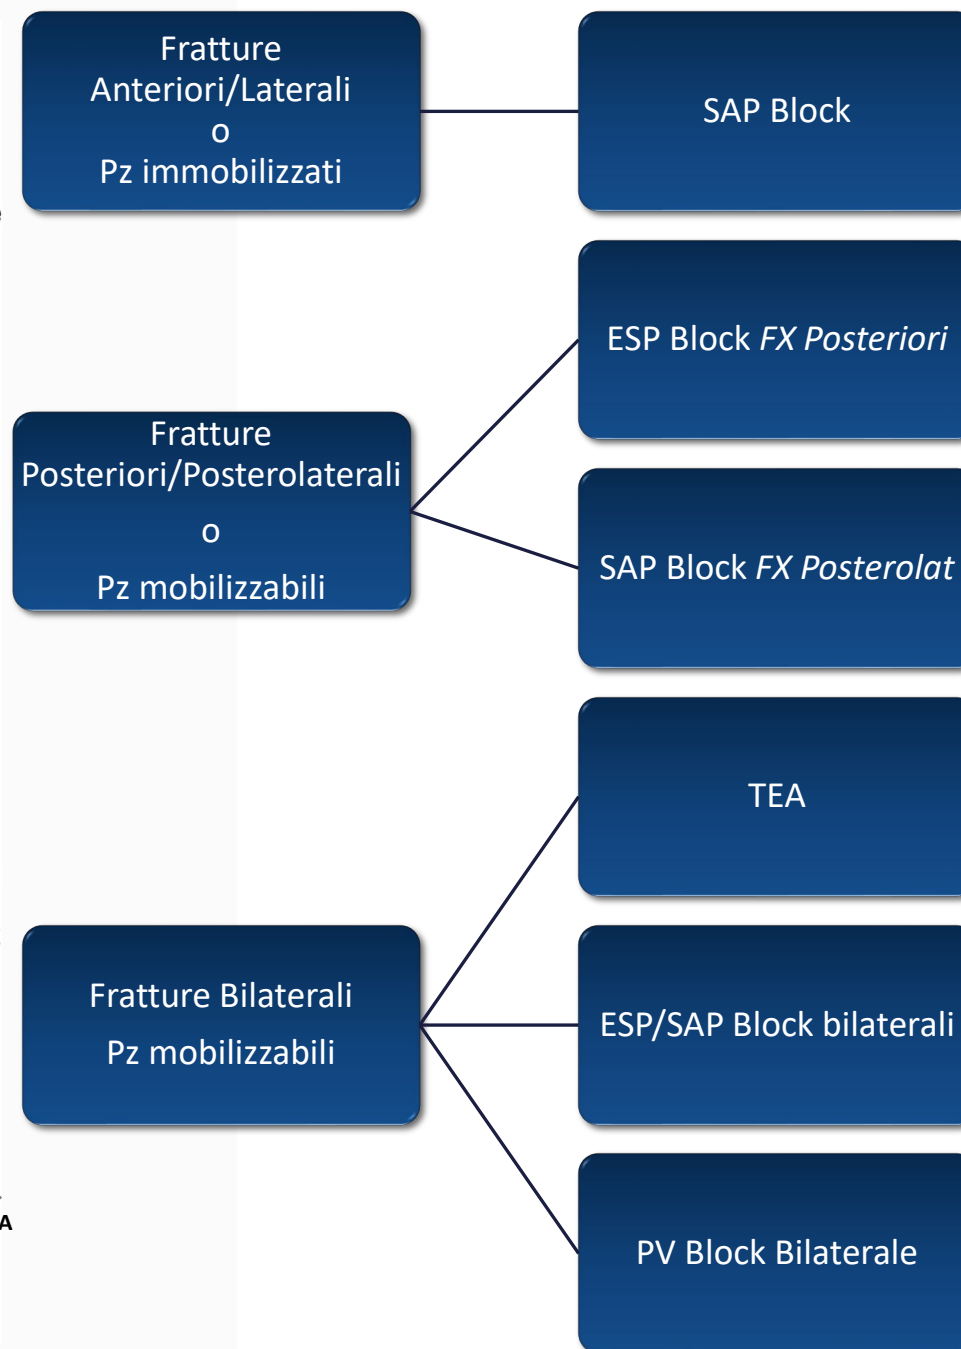 Fratture
Anteriori/Laterali
o
Pz immobilizzati
SAP Block
ESP Block FX Posteriori
Fratture
Posteriori/Posterolaterali
o
Pz mobilizzabili
SAP Block FX Posterolat
TEA
Fratture Bilaterali
Pz mobilizzabili
ESP/SAP Block bilaterali
A
PV Block Bilaterale